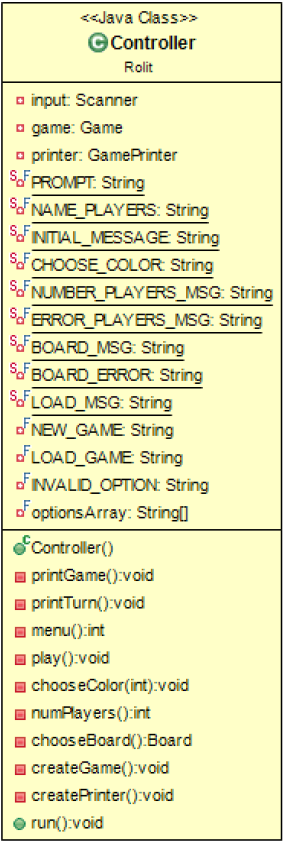 <<Java Class>>
Controller
Rolit
input: Scanner
game: Game
printer: GamePrinter
PROMPT: String
NAME_PLAYERS: String
INITIAL_MESSAGE: String
CHOOSE_COLOR: String
NUMBER_PLAYERS_MSG: String
ERROR_PLAYERS_MSG: String
BOARD_MSG: String
BOARD_ERROR: String
LOAD_MSG: String
NEW_GAME: String
LOAD_GAME: String
INVALID_OPTION: String
optionsArray: String[]
Controller()
printGame():void
printTurn():void
menu():int
play():void
chooseColor(int):void
numPlayers():int
chooseBoard():Board
createGame():void
createPrinter():void
run():void